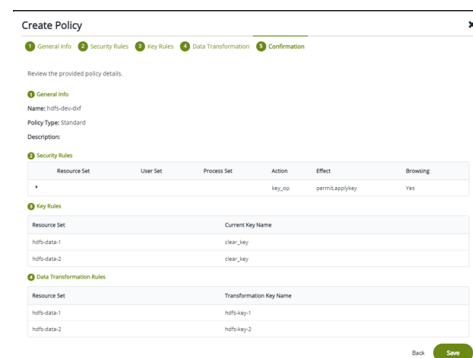 Create Policy
1 General Info 2 Security Rules 3 Key Rules 4 Data Transformation 5 Confirmation
Review the provided policy details.
1 General Info
Name: hdfs-dev-dxf
Policy Type: Standard
Description:
2 Security Rules
Resource Set User Set Process Set Action Effect Browsing
key_op permit,applykey Yes
3 Key Rules
Resource Set Current Key Name
hdfs-data-1 clear_key
hdfs-data-2 clear_key
4 Data Transformation Rules
Resource Set Transformation Key Name
hdfs-data-1 hdfs-key-1
hdfs-data-2 hdfs-key-2
Back Save